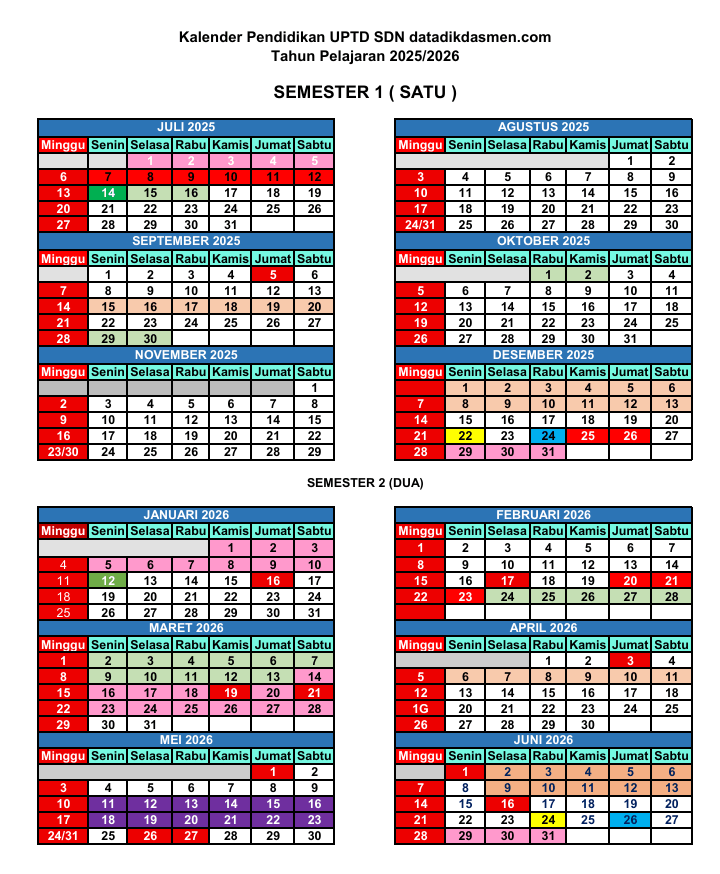 Kalender Pendidikan UPTD SDN datadikdasmen.com
Tahun Pelajaran 2025/2026
SEMESTER 1 ( SATU )
JULI 2025
Minggu Senin Selasa Rabu Kamis Jumat Sabtu
1 2 3 4 5
6 7 8 9 10 11 12
13 14 15 16 17 18 19
20 21 22 23 24 25 26
27 28 29 30 31
AGUSTUS 2025
Minggu Senin Selasa Rabu Kamis Jumat Sabtu
1 2
3 4 5 6 7 8 9
10 11 12 13 14 15 16
17 18 19 20 21 22 23
24/31 25 26 27 28 29 30
SEPTEMBER 2025
Minggu Senin Selasa Rabu Kamis Jumat Sabtu
1 2 3 4 5 6
7 8 9 10 11 12 13
14 15 16 17 18 19 20
21 22 23 24 25 26 27
28 29 30
OKTOBER 2025
Minggu Senin Selasa Rabu Kamis Jumat Sabtu
1 2 3 4
5 6 7 8 9 10 11
12 13 14 15 16 17 18
19 20 21 22 23 24 25
26 27 28 29 30 31
NOVEMBER 2025
Minggu Senin Selasa Rabu Kamis Jumat Sabtu
1
2 3 4 5 6 7 8
9 10 11 12 13 14 15
16 17 18 19 20 21 22
23/30 24 25 26 27 28 29
DESEMBER 2025
Minggu Senin Selasa Rabu Kamis Jumat Sabtu
1 2 3 4 5 6
7 8 9 10 11 12 13
14 15 16 17 18 19 20
21 22 23 24 25 26 27
28 29 30 31
SEMESTER 2 (DUA)
JANUARI 2026
Minggu Senin Selasa Rabu Kamis Jumat Sabtu
1 2 3
4 5 6 7 8 9 10
11 12 13 14 15 16 17
18 19 20 21 22 23 24
25 26 27 28 29 30 31
FEBRUARI 2026
Minggu Senin Selasa Rabu Kamis Jumat Sabtu
1 2 3 4 5 6 7
8 9 10 11 12 13 14
15 16 17 18 19 20 21
22 23 24 25 26 27 28
MARET 2026
Minggu Senin Selasa Rabu Kamis Jumat Sabtu
1 2 3 4 5 6 7
8 9 10 11 12 13 14
15 16 17 18 19 20 21
22 23 24 25 26 27 28
29 30 31
APRIL 2026
Minggu Senin Selasa Rabu Kamis Jumat Sabtu
1 2 3 4
5 6 7 8 9 10 11
12 13 14 15 16 17 18
1G 20 21 22 23 24 25
26 27 28 29 30
MEI 2026
Minggu Senin Selasa Rabu Kamis Jumat Sabtu
1 2
3 4 5 6 7 8 9
10 11 12 13 14 15 16
17 18 19 20 21 22 23
24/31 25 26 27 28 29 30
JUNI 2026
Minggu Senin Selasa Rabu Kamis Jumat Sabtu
1 2 3 4 5 6
7 8 9 10 11 12 13
14 15 16 17 18 19 20
21 22 23 24 25 26 27
28 29 30 31